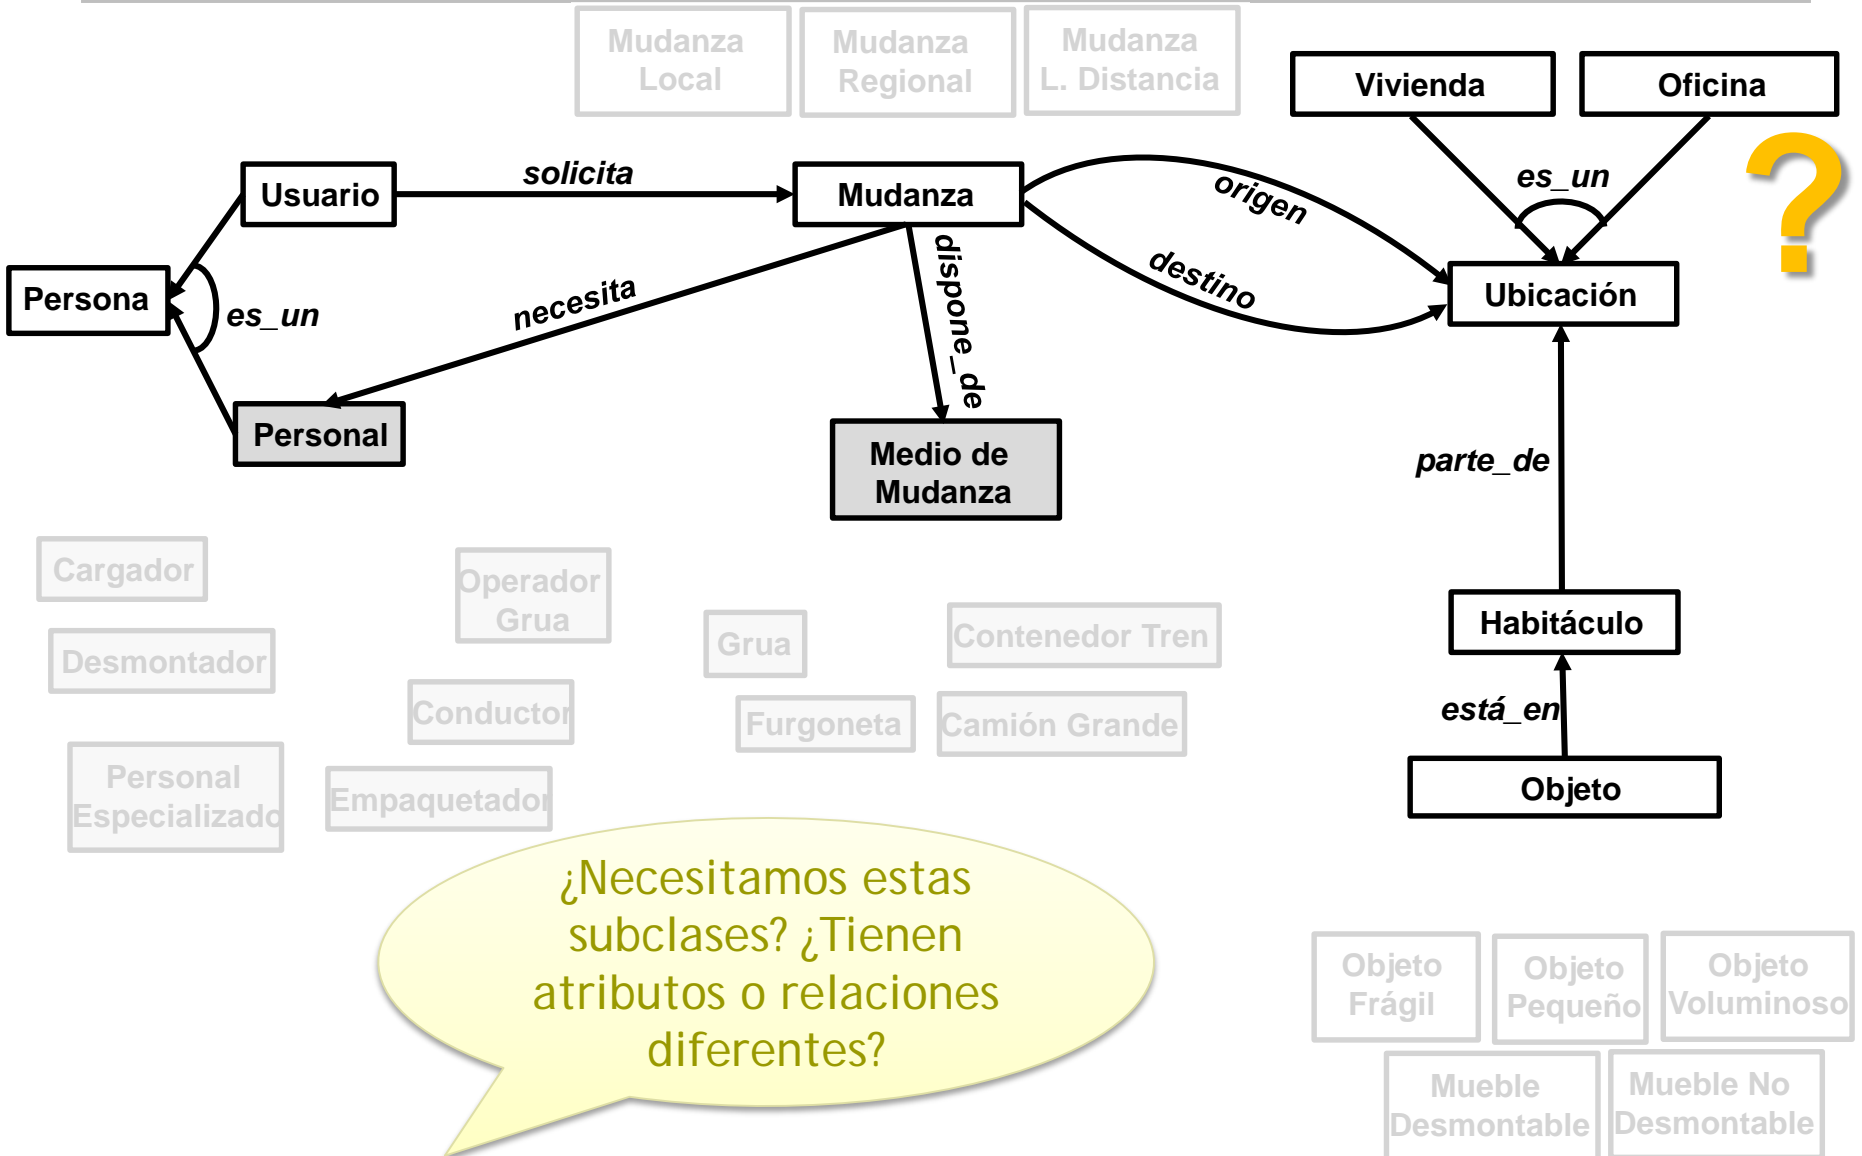 Mudanza
Local
Mudanza
Regional
Mudanza
L. Distancia
Vivienda
Oficina
Usuario
solicita
Mudanza
origen
es_un
?
Persona
es_un
necesita
dispone_de
destino
Ubicación
Personal
Medio de
Mudanza
parte_de
Cargador
Operador
Grua
Desmontador
Grua
Contenedor Tren
Habitáculo
Conductor
Furgoneta
Camión Grande
está_en
Personal
Especializado
Empaquetador
Objeto
¿Necesitamos estas
subclases? ¿Tienen
atributos o relaciones
diferentes?
Objeto
Frágil
Objeto
Pequeño
Objeto
Voluminoso
Mueble
Desmontable
Mueble No
Desmontable